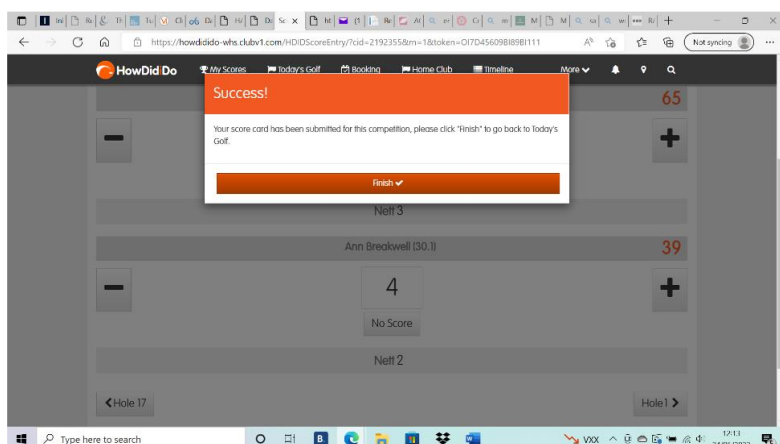 https://howdidido-whs.clubv1.com/HDIDScoreEntry/?cid=2192355&m=1&token=OI7D45609BI89BI111
Not syncing
HowDidiDo My Scores Today's Golf Booking Home Club Timeline More
Success!
65
Your score card has been submitted for this competition, please click "Finish" to go back to Today's
Golf.
Finish
Nett 3
Ann Breakwell (30.1) 39
4
No Score
Nett 2
Hole 17 Hole 1
Type here to search VXX 12:13